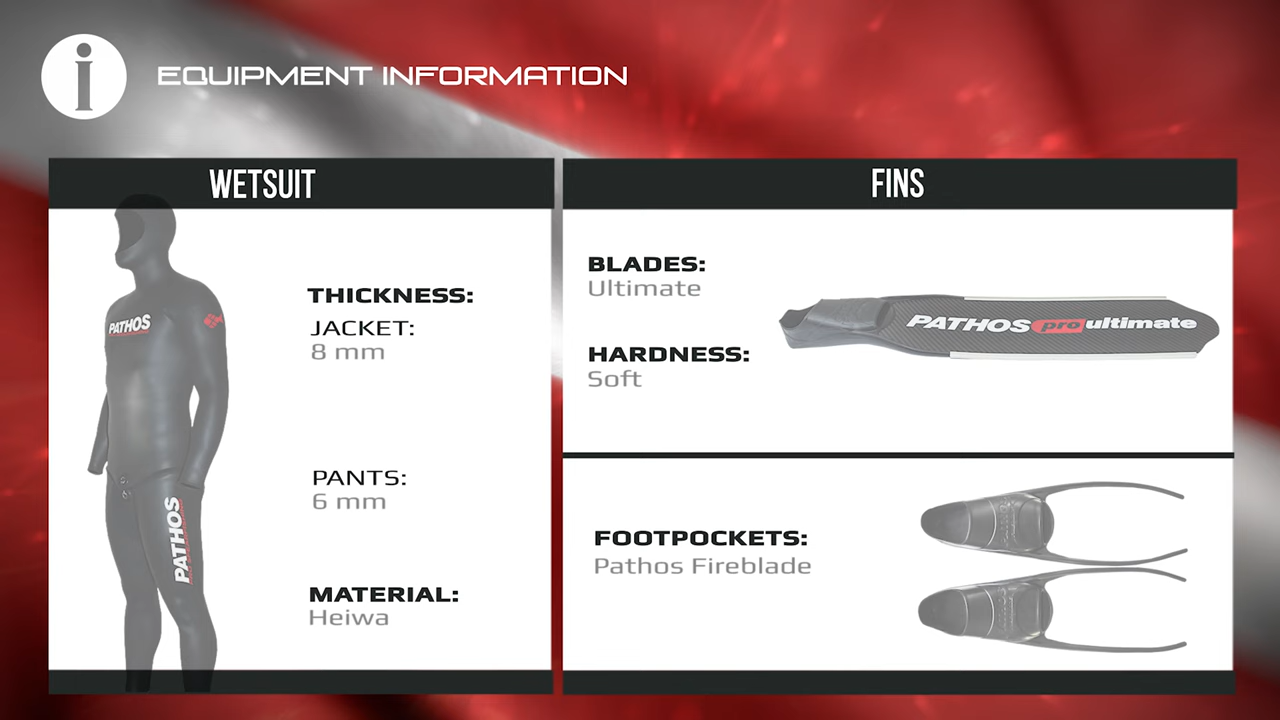 i
EQUIPMENT INFORMATION
WETSUIT
PATHOS
PATHOS
THICKNESS:
JACKET:
8 mm
PANTS:
6 mm
MATERIAL:
Heiwa
FINS
BLADES:
Ultimate
HARDNESS:
Soft
PATHOS pro ultimate
FOOTPOCKETS:
Pathos Fireblade